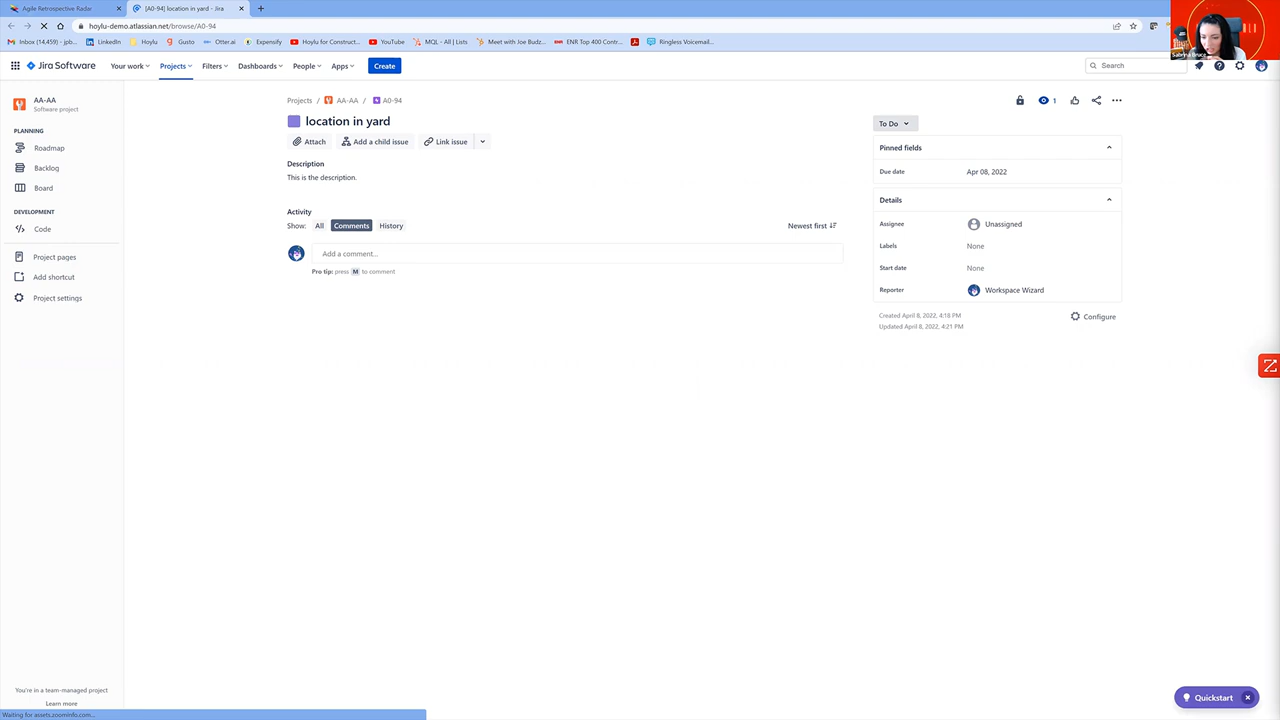 Agile Retrospective Radar
[A0-94] location in yard - Jira
hoylu-demo.atlassian.net/browse/A0-94
Inbox (14.459) - job... LinkedIn Hoylu Gusto Otter.ai Expensify Hoylu for Construct... YouTube MQL - All | Lists Meet with Joe Budz... ENR Top 400 Contr... Ringless Voicemail...
Sabrina Bruce
Jira Software Your work Projects Filters Dashboards People Apps Create Search
AA-AA
Software project
PLANNING
Roadmap
Backlog
Board
DEVELOPMENT
Code
Project pages
Add shortcut
Project settings
You're in a team-managed project
Learn more
Waiting for assets.zoominfo.com...
Projects / AA-AA / A0-94
location in yard
Attach Add a child issue Link issue
Description
This is the description.
Activity
Show: All Comments History Newest first
Add a comment...
Pro tip: press M to comment
1
To Do
Pinned fields
Due date Apr 08, 2022
Details
Assignee Unassigned
Labels None
Start date None
Reporter Workspace Wizard
Created April 8, 2022, 4:18 PM
Updated April 8, 2022, 4:21 PM
Configure
Quickstart